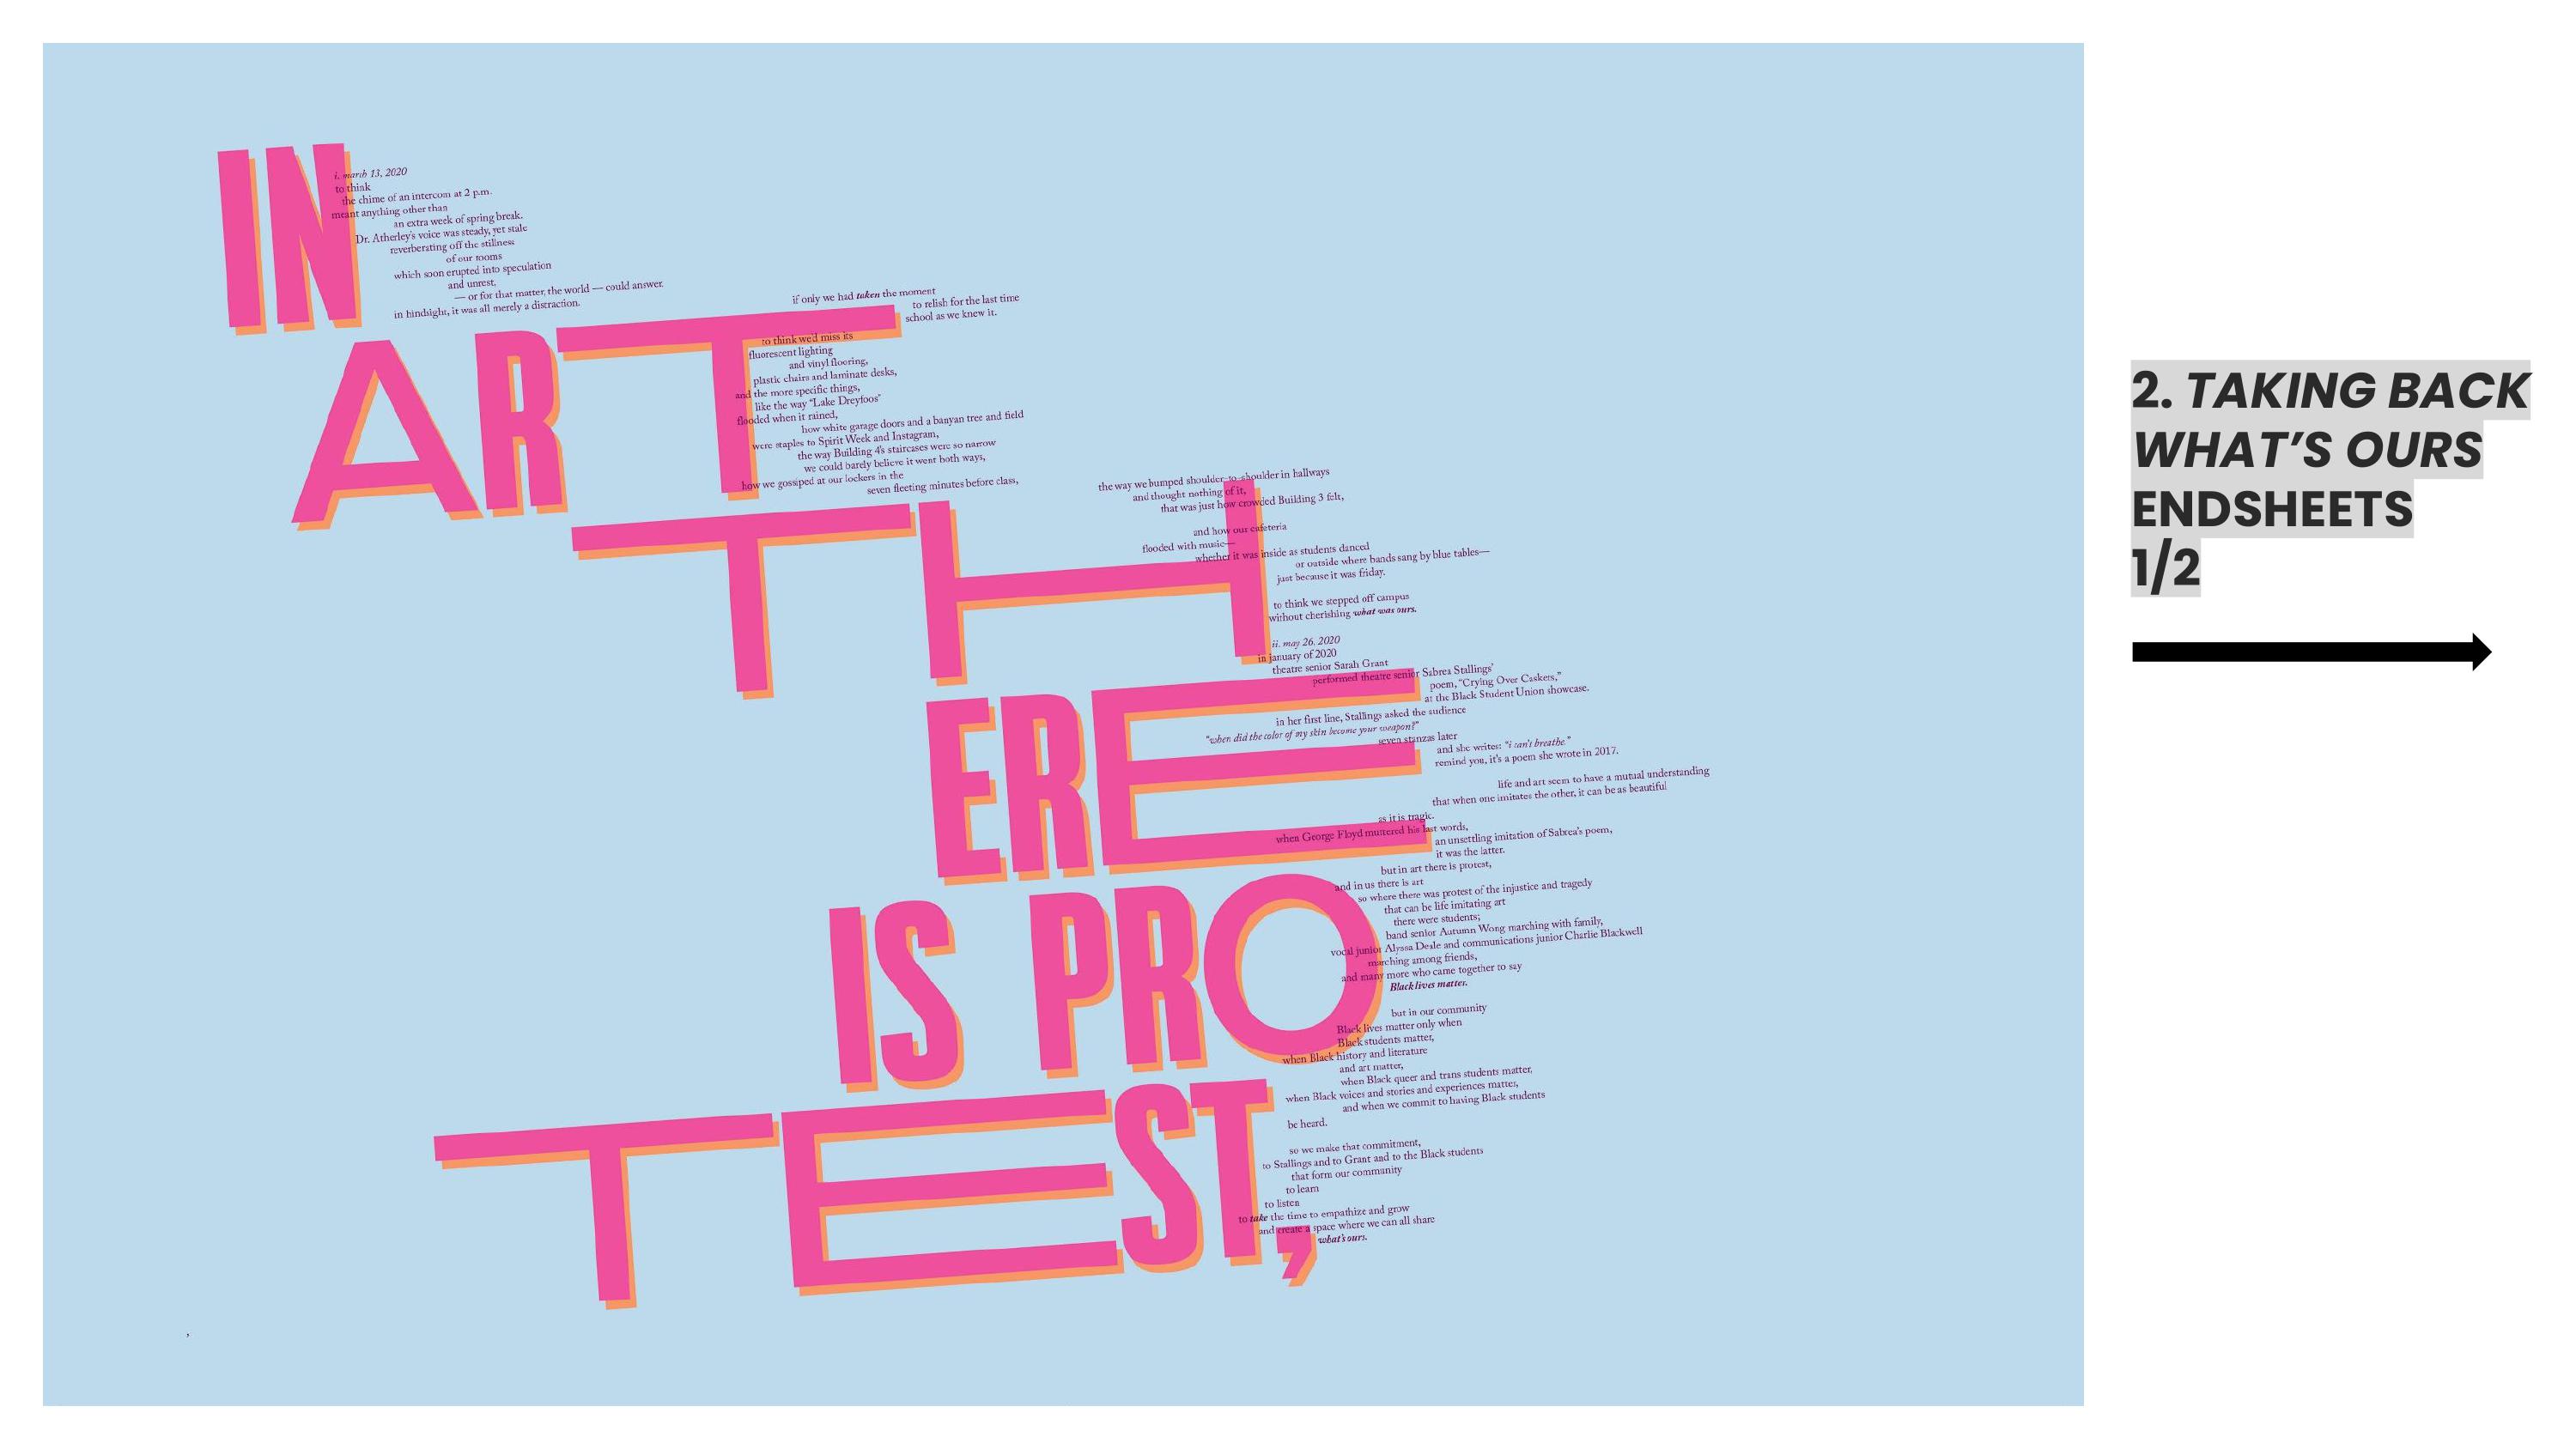 IN
ART
TH
ERE
IS PRO
TEST,
i. march 13, 2020
to think
the chime of an intercom at 2 p.m.
meant anything other than
an extra week of spring break.
Dr. Atherley's voice was steady, yet stale
reverbersting off the stillness
of our rooms
which soon erupted into speculation
and unrest,
— or for that matter, the world — could answer.
in hindsight, it was all merely a distraction.
if only we had taken the moment
to relish for the last time
school as we knew it.
to think we'd miss its
fluorescent lighting
and vinyl flooring,
plastic chairs and laminate desks,
and the more specific things,
like the way "Lake Dreyfoos"
flooded when it rained,
how white garage doors and a banyan tree and field
were staples to Spirit Week and Instagram,
the way Building 4's staircases were so narrow
we could barely believe it went both ways,
how we gossiped at our lockers in the
seven fleeting minutes before class,
the way we bumped shoulder-to-shoulder in hallways
and thought nothing of it,
that was just how crowded Building 3 felt,
and how our cafeteria
flooded with music—
whether it was inside as students danced
or outside where bands sang by blue tables—
just because it was friday.
to think we stepped off campus
without cherishing what was ours.
ii. may 26. 2020
in january of 2020
theatre senior Sarah Grant
performed theatre senior Sabrea Stallings'
poem, "Crying Over Caskets,"
at the Black Student Union showcase.
in her first line, Stallings asked the audience
"when did the color of my skin become your weapon?"
seven stanzas later
and she writes: "i can't breathe"
remind you, it's a poem she wrote in 2017.
life and art seem to have a mutual understanding
that when one imitates the other, it can be as beautiful
as it is tragic.
when George Floyd muttered his last words,
an unsettling imitation of Sabrea's poem,
it was the latter.
but in art there is protest,
and in us there is art
so where there was protest of the injustice and tragedy
that can be life imitating art
there were students;
band senior Autumn Wong marching with family,
vocal junior Alyssa Deale and communications junior Charlie Blackwell
marching among friends,
and many more who came together to say
Black lives matter.
but in our community
Black lives matter only when
Black students matter,
when Black history and literature
and art matter,
when Black queer and trans students matter,
when Black voices and stories and experiences matter,
and when we commit to having Black students
be heard.
so we make that commitment,
to Stallings and to Grant and to the Black students
that form our community
to learn
to listen
to take the time to empathize and grow
and create a space where we can all share
what's ours.
,
2. TAKING BACK
WHAT'S OURS
ENDSHEETS
1/2